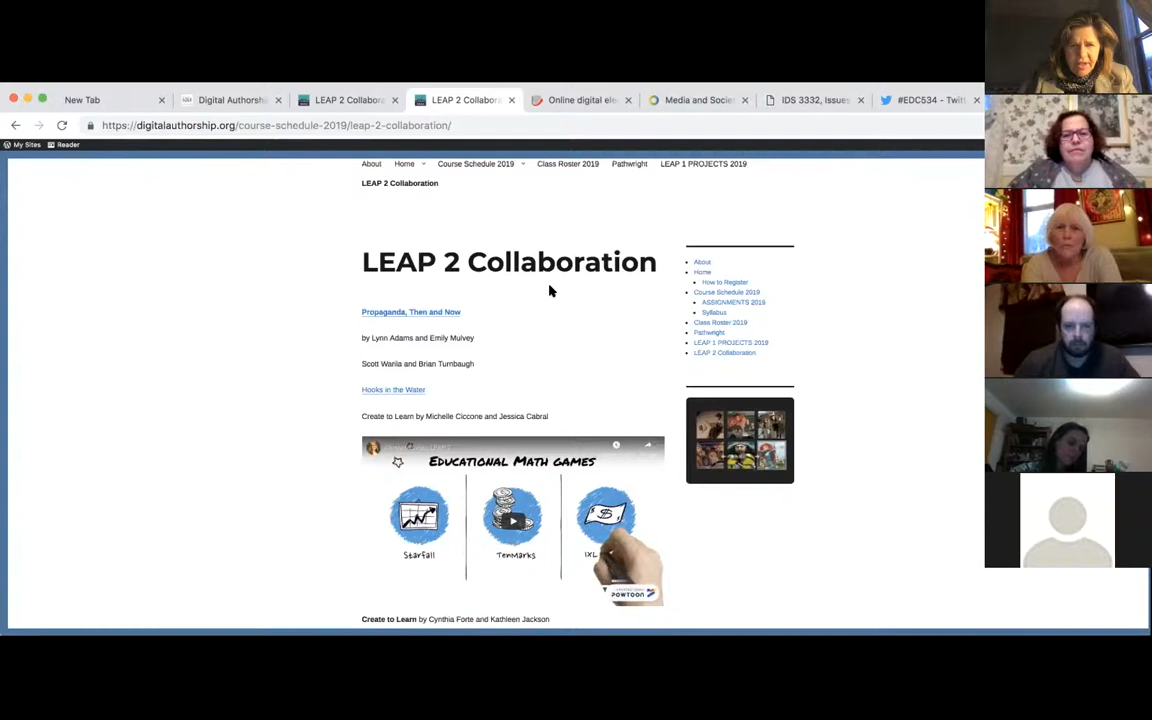 New Tab
Digital Authorsh
LEAP 2 Collabora
LEAP 2 Collabora
Online digital ele
Media and Socie
IDS 3332, Issues
#EDC534 - Twit
https://digitalauthorship.org/course-schedule-2019/leap-2-collaboration/
My Sites
Reader
About
Home
Course Schedule 2019
Class Roster 2019
Pathwright
LEAP 1 PROJECTS 2019
LEAP 2 Collaboration
LEAP 2 Collaboration
Propaganda, Then and Now
by Lynn Adams and Emily Mulvey
Scott Warila and Brian Turnbaugh
Hooks in the Water
Create to Learn by Michelle Ciccone and Jessica Cabral
Educational Math games
Starfall
TenMarks
IXL
POWTOON
Create to Learn by Cynthia Forte and Kathleen Jackson
About
Home
How to Register
Course Schedule 2019
ASSIGNMENTS 2019
Syllabus
Class Roster 2019
Pathwright
LEAP 1 PROJECTS 2019
LEAP 2 Collaboration